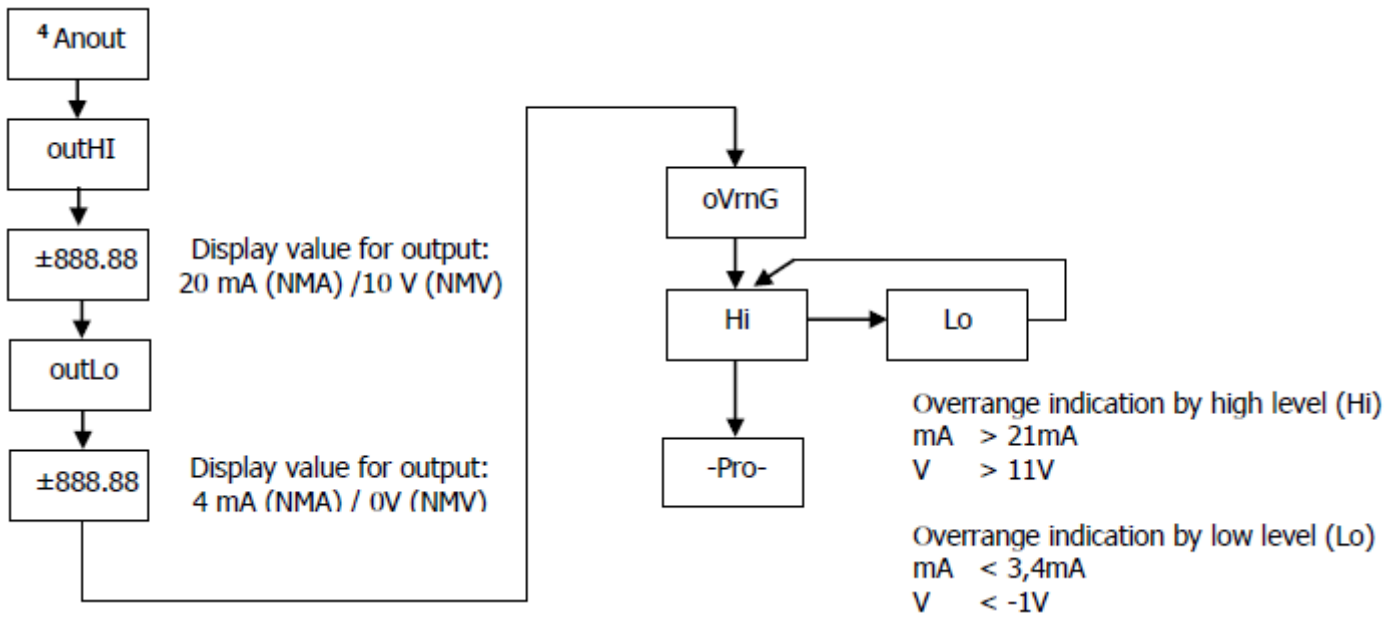 4 Anout
outHI
±888.88
Display value for output:
20 mA (NMA) /10 V (NMV)
outLo
±888.88
Display value for output:
4 mA (NMA) / 0V (NMV)
oVrnG
Hi
Lo
-Pro-
Overrange indication by high level (Hi)
mA > 21mA
V > 11V
Overrange indication by low level (Lo)
mA < 3,4mA
V < -1V